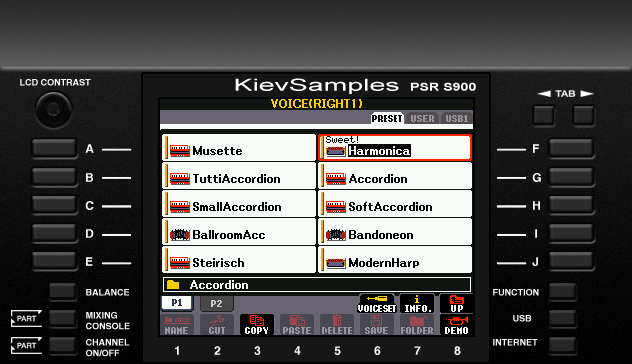 LCD CONTRAST
KievSamples PSR S900
TAB
VOICE(RIGHT1)
PRESET USER USB1
A
Musette
Sweet!
Harmonica
F
B
TuttiAccordion
Accordion
G
C
SmallAccordion
SoftAccordion
H
D
BallroomAcc
Bandoneon
I
E
Steirisch
ModernHarp
J
Accordion
BALANCE
P1 P2
VOICESET INFO. UP
FUNCTION
PART
MIXING
CONSOLE
NAME CUT COPY PASTE DELETE SAVE FOLDER DEMO
USB
PART
CHANNEL
ON/OFF
INTERNET
1 2 3 4 5 6 7 8